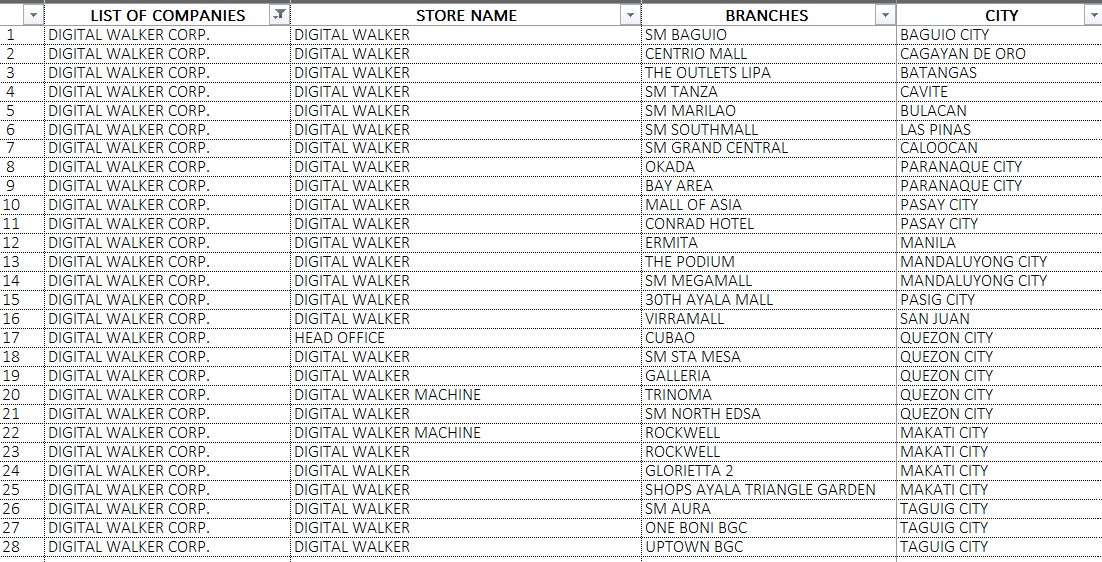 LIST OF COMPANIES STORE NAME BRANCHES CITY
1 DIGITAL WALKER CORP. DIGITAL WALKER SM BAGUIO BAGUIO CITY
2 DIGITAL WALKER CORP. DIGITAL WALKER CENTRIO MALL CAGAYAN DE ORO
3 DIGITAL WALKER CORP. DIGITAL WALKER THE OUTLETS LIPA BATANGAS
4 DIGITAL WALKER CORP. DIGITAL WALKER SM TANZA CAVITE
5 DIGITAL WALKER CORP. DIGITAL WALKER SM MARILAO BULACAN
6 DIGITAL WALKER CORP. DIGITAL WALKER SM SOUTHMALL LAS PINAS
7 DIGITAL WALKER CORP. DIGITAL WALKER SM GRAND CENTRAL CALOOCAN
8 DIGITAL WALKER CORP. DIGITAL WALKER OKADA PARANAQUE CITY
9 DIGITAL WALKER CORP. DIGITAL WALKER BAY AREA PARANAQUE CITY
10 DIGITAL WALKER CORP. DIGITAL WALKER MALL OF ASIA PASAY CITY
11 DIGITAL WALKER CORP. DIGITAL WALKER CONRAD HOTEL PASAY CITY
12 DIGITAL WALKER CORP. DIGITAL WALKER ERMITA MANILA
13 DIGITAL WALKER CORP. DIGITAL WALKER THE PODIUM MANDALUYONG CITY
14 DIGITAL WALKER CORP. DIGITAL WALKER SM MEGAMALL MANDALUYONG CITY
15 DIGITAL WALKER CORP. DIGITAL WALKER 30TH AYALA MALL PASIG CITY
16 DIGITAL WALKER CORP. DIGITAL WALKER VIRRAMALL SAN JUAN
17 DIGITAL WALKER CORP. HEAD OFFICE CUBAO QUEZON CITY
18 DIGITAL WALKER CORP. DIGITAL WALKER SM STA MESA QUEZON CITY
19 DIGITAL WALKER CORP. DIGITAL WALKER GALLERIA QUEZON CITY
20 DIGITAL WALKER CORP. DIGITAL WALKER MACHINE TRINOMA QUEZON CITY
21 DIGITAL WALKER CORP. DIGITAL WALKER SM NORTH EDSA QUEZON CITY
22 DIGITAL WALKER CORP. DIGITAL WALKER MACHINE ROCKWELL MAKATI CITY
23 DIGITAL WALKER CORP. DIGITAL WALKER ROCKWELL MAKATI CITY
24 DIGITAL WALKER CORP. DIGITAL WALKER GLORIETTA 2 MAKATI CITY
25 DIGITAL WALKER CORP. DIGITAL WALKER SHOPS AYALA TRIANGLE GARDEN MAKATI CITY
26 DIGITAL WALKER CORP. DIGITAL WALKER SM AURA TAGUIG CITY
27 DIGITAL WALKER CORP. DIGITAL WALKER ONE BONI BGC TAGUIG CITY
28 DIGITAL WALKER CORP. DIGITAL WALKER UPTOWN BGC TAGUIG CITY